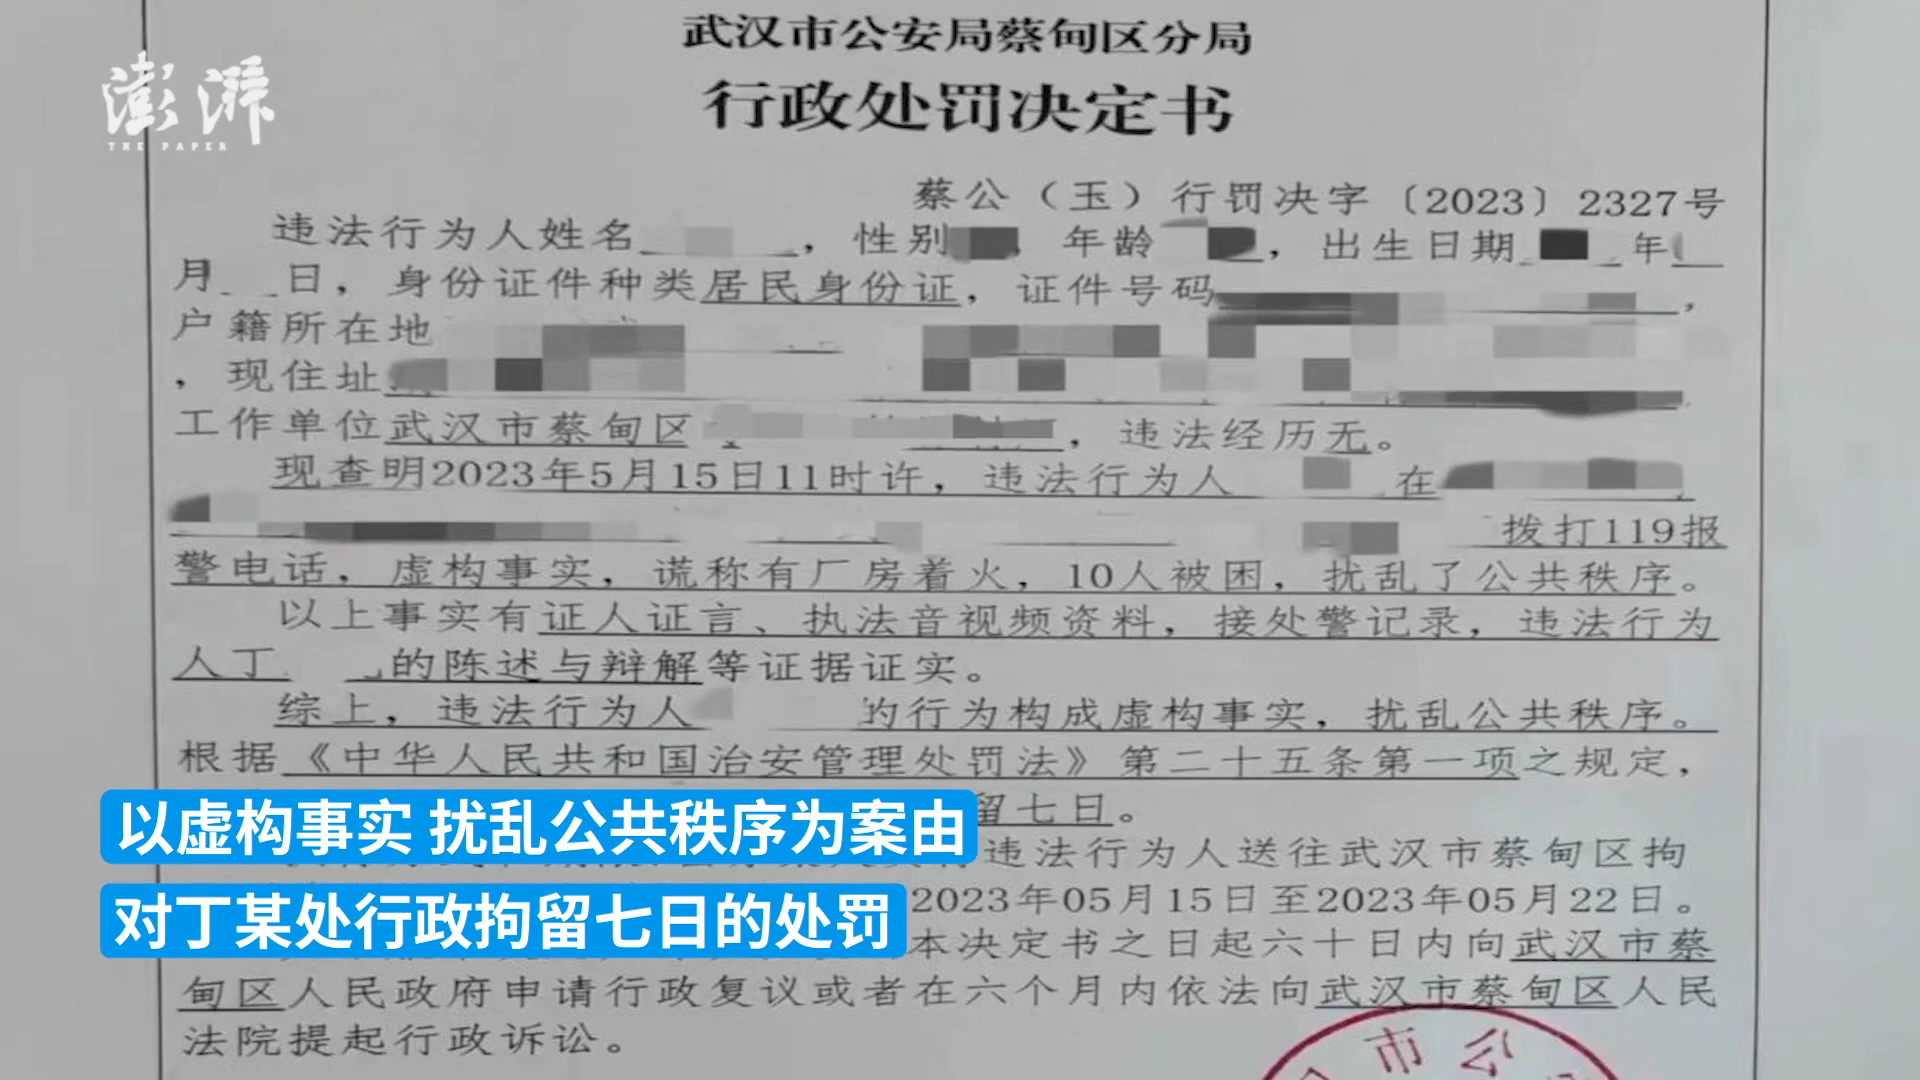 澎湃
THE PAPER
武汉市公安局蔡甸区分局
行政处罚决定书
蔡公（玉）行罚决字〔2023〕2327号
违法行为人姓名 ，性别 ，年龄 ，出生日期 年
月 日，身份证件种类居民身份证，证件号码 ，
户籍所在地
，现住址
工作单位武汉市蔡甸区 ，违法经历无。
现查明2023年5月15日11时许，违法行为人 在
拨打119报
警电话，虚构事实，谎称有厂房着火，10人被困，扰乱了公共秩序。
以上事实有证人证言、执法音视频资料，接处警记录，违法行为
人丁 的陈述与辩解等证据证实。
综上，违法行为人 的行为构成虚构事实，扰乱公共秩序。
根据《中华人民共和国治安管理处罚法》第二十五条第一项之规定，
留七日。
以虚构事实 扰乱公共秩序为案由
违法行为人送往武汉市蔡甸区拘
2023年05月15日至2023年05月22日。
对丁某处行政拘留七日的处罚
本决定书之日起六十日内向武汉市蔡
甸区人民政府申请行政复议或者在六个月内依法向武汉市蔡甸区人民
法院提起行政诉讼。
市公